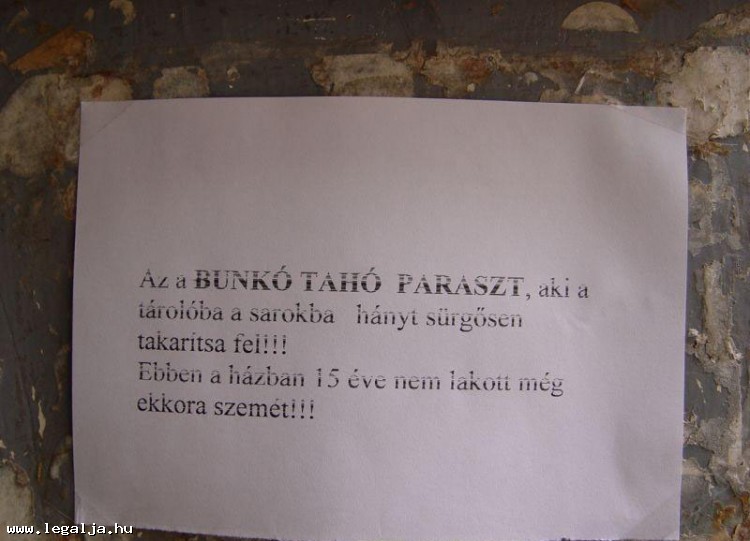 Az a BUNKÓ TAHÓ PARASZT, aki a
tárolóba a sarokba hányt sürgősen
takarítsa fel!!!
Ebben a házban 15 éve nem lakott még
ekkora szemét!!!
www.legalja.hu